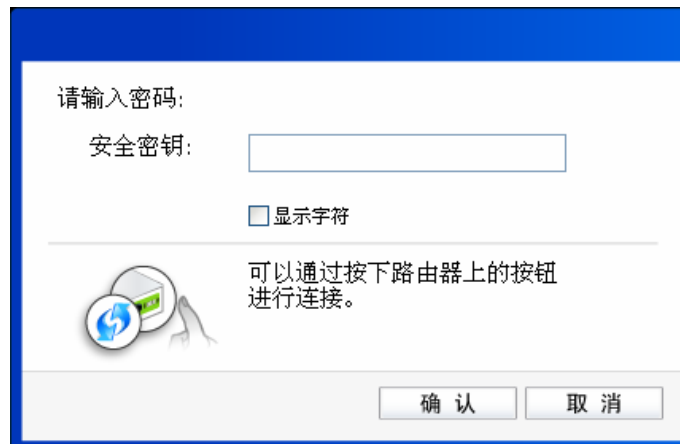 请输入密码:
安全密钥:
显示字符
可以通过按下路由器上的按钮
进行连接。
确 认
取 消